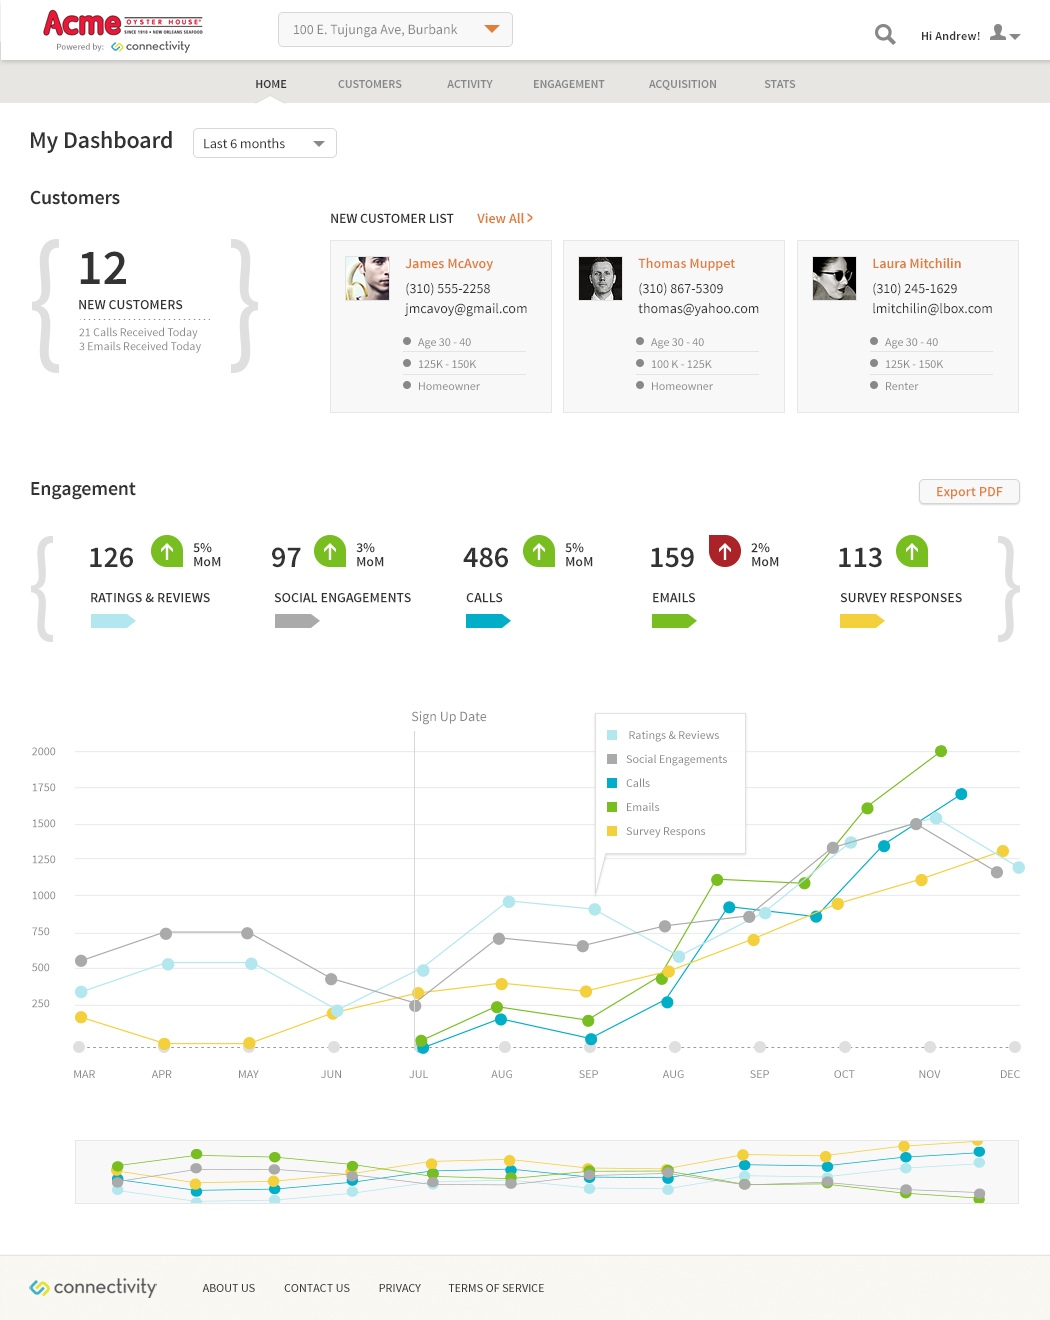 Acme OYSTER HOUSE
SINCE 1910 • NEW ORLEANS SEAFOOD
Powered by: connectivity
100 E. Tujunga Ave, Burbank
Hi Andrew!
HOME CUSTOMERS ACTIVITY ENGAGEMENT ACQUISITION STATS
My Dashboard Last 6 months
Customers
12
NEW CUSTOMERS
21 Calls Received Today
3 Emails Received Today
NEW CUSTOMER LIST View All >
James McAvoy
(310) 555-2258
jmcavoy@gmail.com
Age 30 - 40
125K - 150K
Homeowner
Thomas Muppet
(310) 867-5309
thomas@yahoo.com
Age 30 - 40
100 K - 125K
Homeowner
Laura Mitchilin
(310) 245-1629
lmitchilin@lbox.com
Age 30 - 40
125K - 150K
Renter
Engagement
Export PDF
126 5% MoM
RATINGS & REVIEWS
97 3% MoM
SOCIAL ENGAGEMENTS
486 5% MoM
CALLS
159 2% MoM
EMAILS
113
SURVEY RESPONSES
Sign Up Date
Ratings & Reviews
Social Engagements
Calls
Emails
Survey Respons
2000
1750
1500
1250
1000
750
500
250
MAR APR MAY JUN JUL AUG SEP AUG SEP OCT NOV DEC
connectivity ABOUT US CONTACT US PRIVACY TERMS OF SERVICE